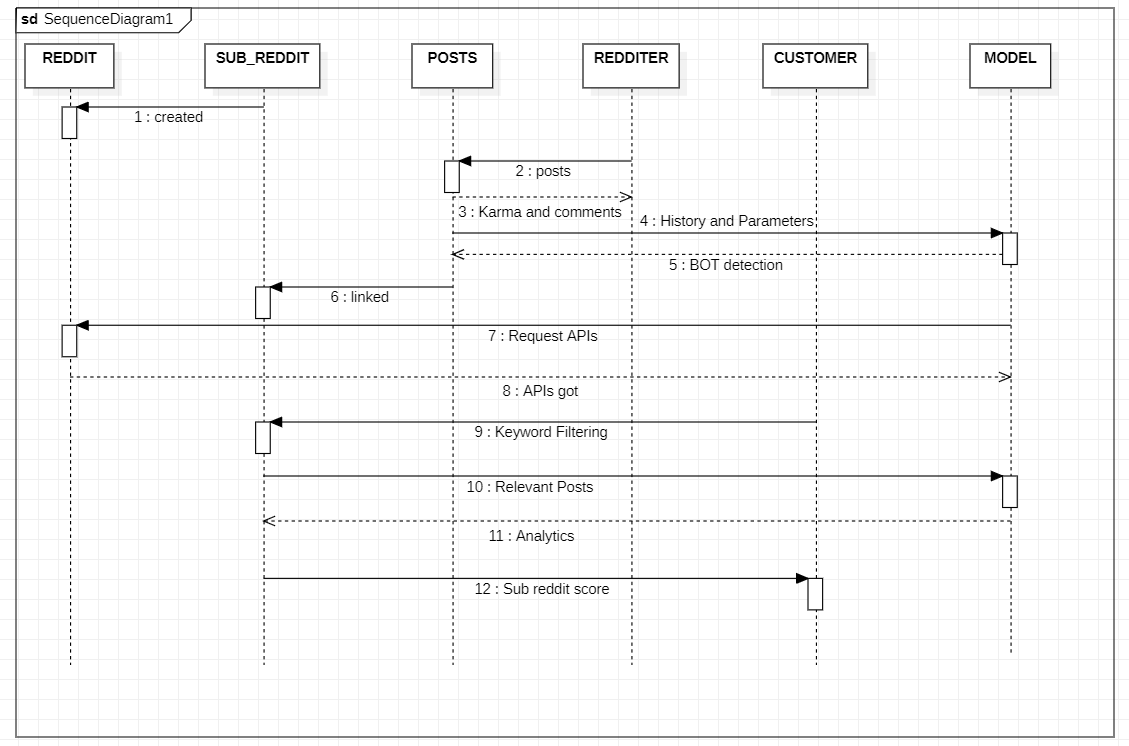 sd SequenceDiagram1
REDDIT
SUB_REDDIT
POSTS
REDDITER
CUSTOMER
MODEL
1 : created
2 : posts
3 : Karma and comments
4 : History and Parameters
5 : BOT detection
6 : linked
7 : Request APIs
8 : APIs got
9 : Keyword Filtering
10 : Relevant Posts
11 : Analytics
12 : Sub reddit score